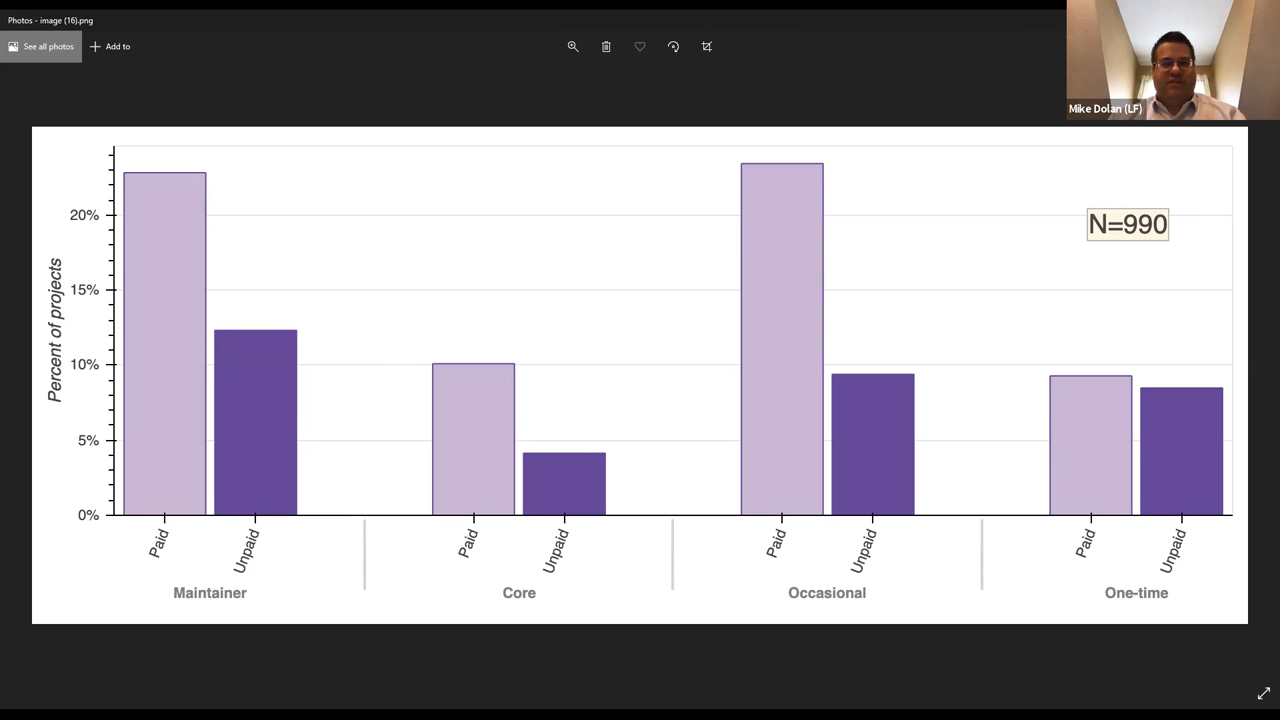 Photos - image (16).png
See all photos
Add to
Mike Dolan (LF)
Percent of projects
20%
15%
10%
5%
0%
N=990
Paid
Unpaid
Paid
Unpaid
Paid
Unpaid
Paid
Unpaid
Maintainer
Core
Occasional
One-time